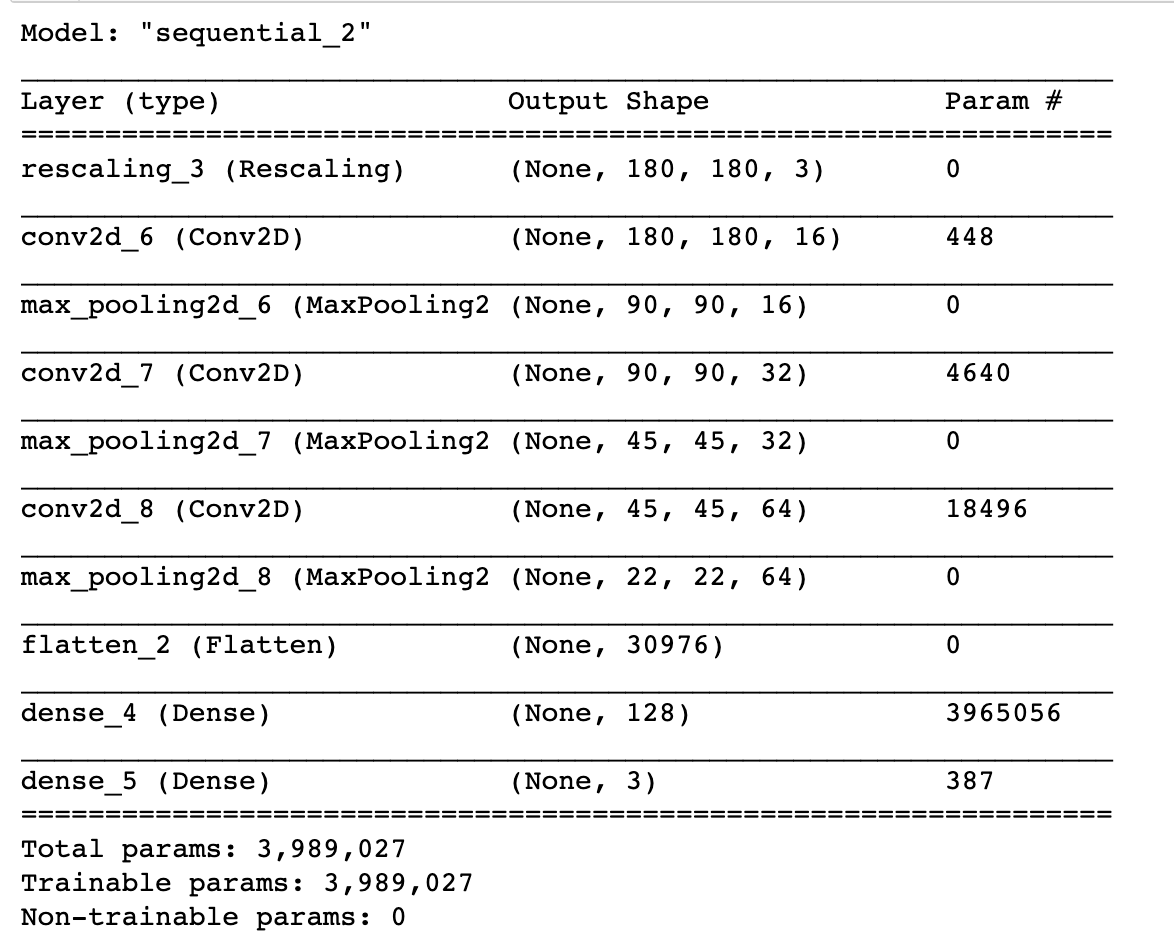 Model: "sequential_2"
Layer (type) Output Shape Param #
rescaling_3 (Rescaling) (None, 180, 180, 3) 0
conv2d_6 (Conv2D) (None, 180, 180, 16) 448
max_pooling2d_6 (MaxPooling2 (None, 90, 90, 16) 0
conv2d_7 (Conv2D) (None, 90, 90, 32) 4640
max_pooling2d_7 (MaxPooling2 (None, 45, 45, 32) 0
conv2d_8 (Conv2D) (None, 45, 45, 64) 18496
max_pooling2d_8 (MaxPooling2 (None, 22, 22, 64) 0
flatten_2 (Flatten) (None, 30976) 0
dense_4 (Dense) (None, 128) 3965056
dense_5 (Dense) (None, 3) 387
Total params: 3,989,027
Trainable params: 3,989,027
Non-trainable params: 0